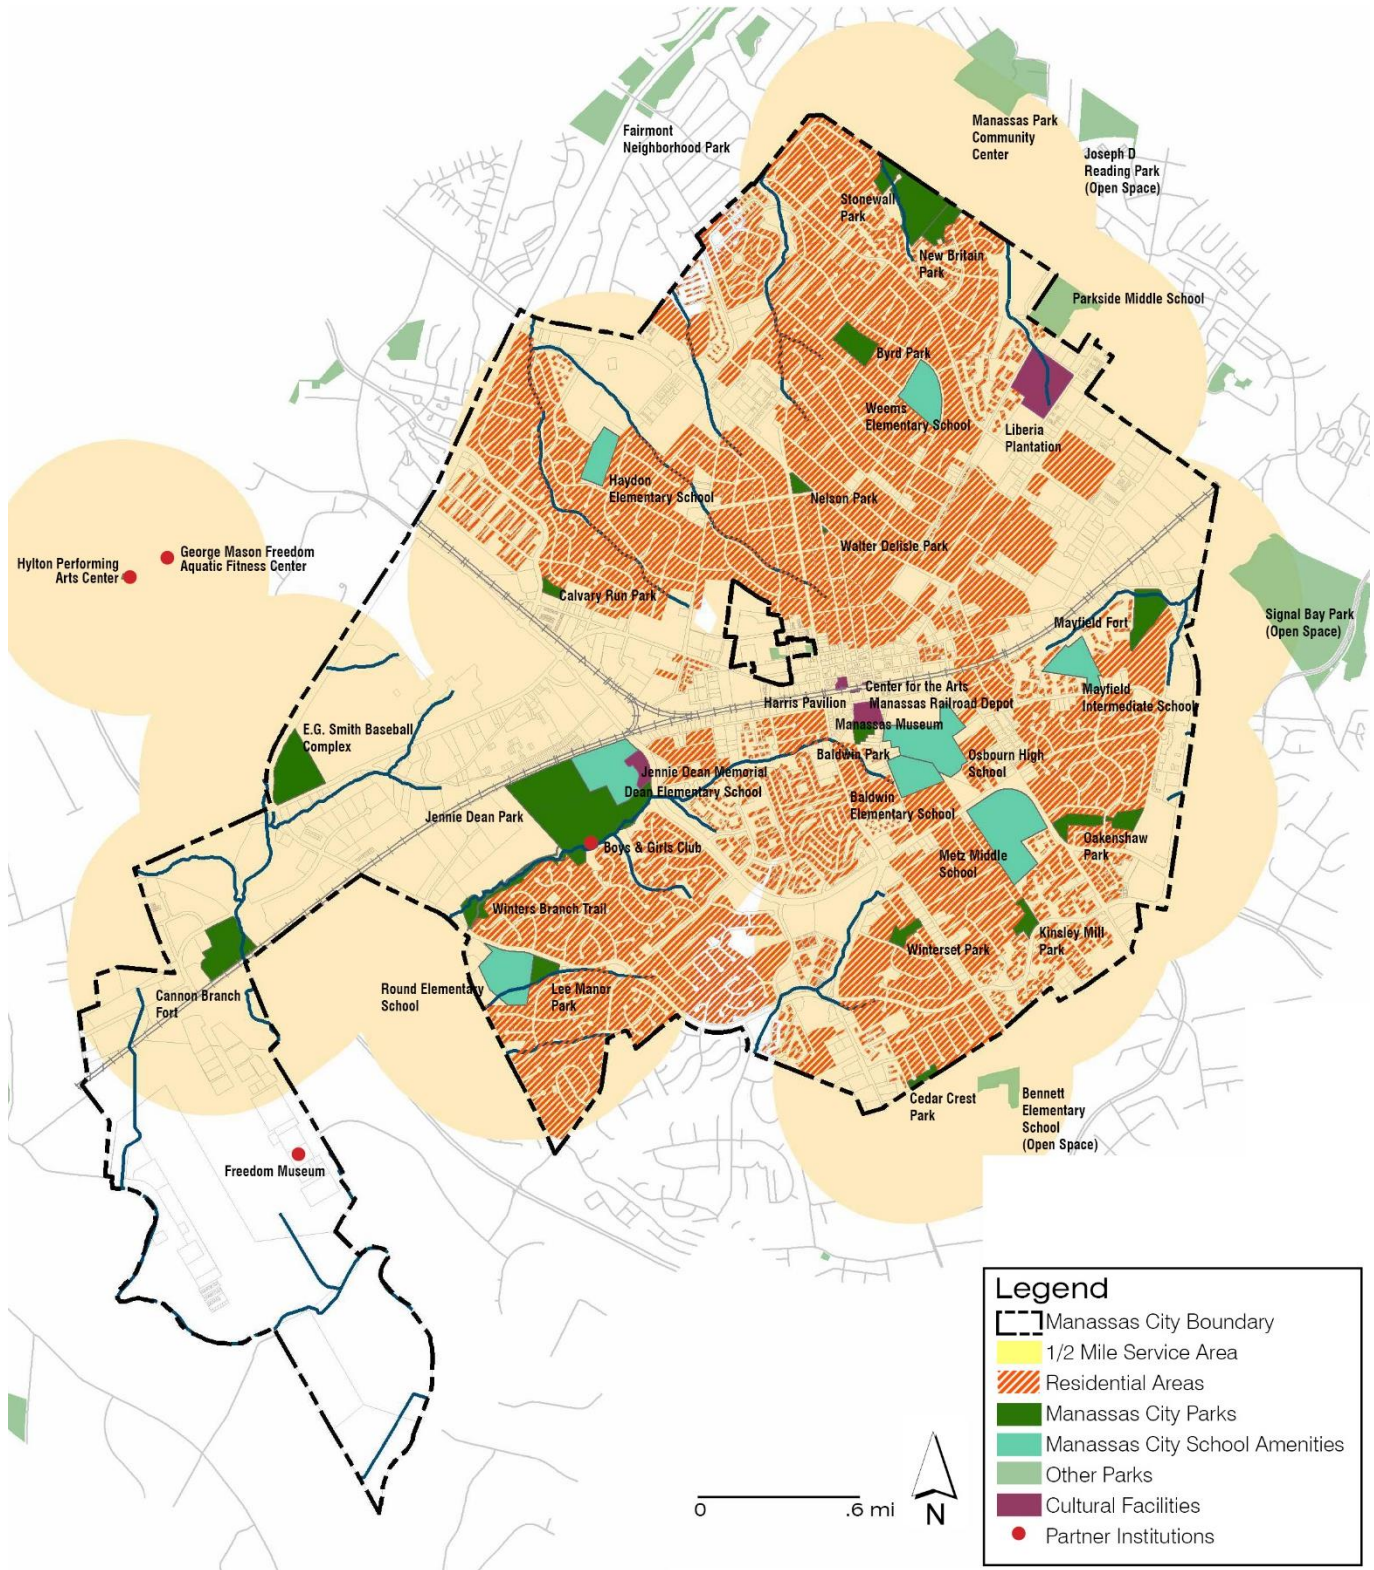 Fairmont
Neighborhood Park
Manassas Park
Community
Center
Joseph D
Reading Park
(Open Space)
Stonewall
Park
New Britain
Park
Parkside Middle School
Byrd Park
Weems
Elementary School
Liberia
Plantation
Haydon
Elementary School
Nelson Park
Walter Delisle Park
Hylton Performing
Arts Center
George Mason Freedom
Aquatic Fitness Center
Calvary Run Park
Mayfield Fort
Signal Bay Park
(Open Space)
Mayfield
Intermediate School
Center for the Arts
Harris Pavilion
Manassas Railroad Depot
Manassas Museum
E.G. Smith Baseball
Complex
Baldwin Park
Osbourn High
School
Jennie Dean Memorial
Dean Elementary School
Baldwin
Elementary School
Jennie Dean Park
Boys & Girls Club
Metz Middle
School
Oakenshaw
Park
Winters Branch Trail
Winterset Park
Kinsley Mill
Park
Round Elementary
School
Lee Manor
Park
Cannon Branch
Fort
Cedar Crest
Park
Bennett
Elementary
School
(Open Space)
Freedom Museum
Legend
Manassas City Boundary
1/2 Mile Service Area
Residential Areas
Manassas City Parks
Manassas City School Amenities
Other Parks
Cultural Facilities
Partner Institutions
0 .6 mi
N